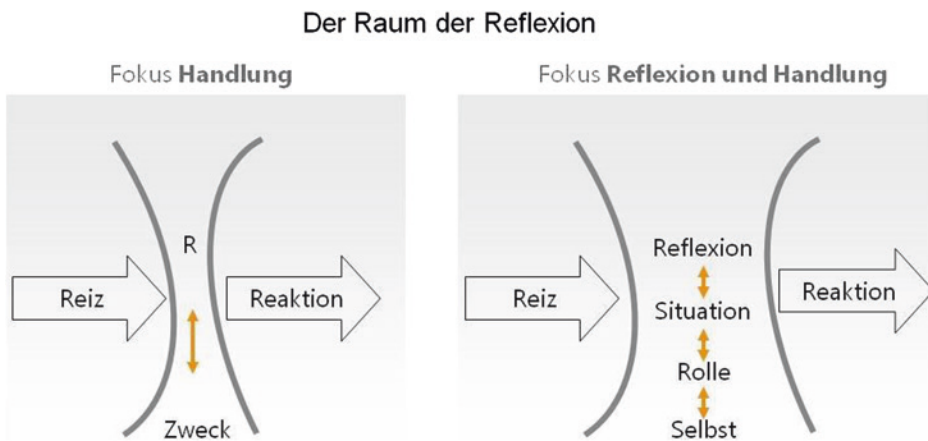 Der Raum der Reflexion
Fokus Handlung
R
Reiz
Reaktion
Zweck
Fokus Reflexion und Handlung
Reflexion
Reiz
Situation
Reaktion
Rolle
Selbst